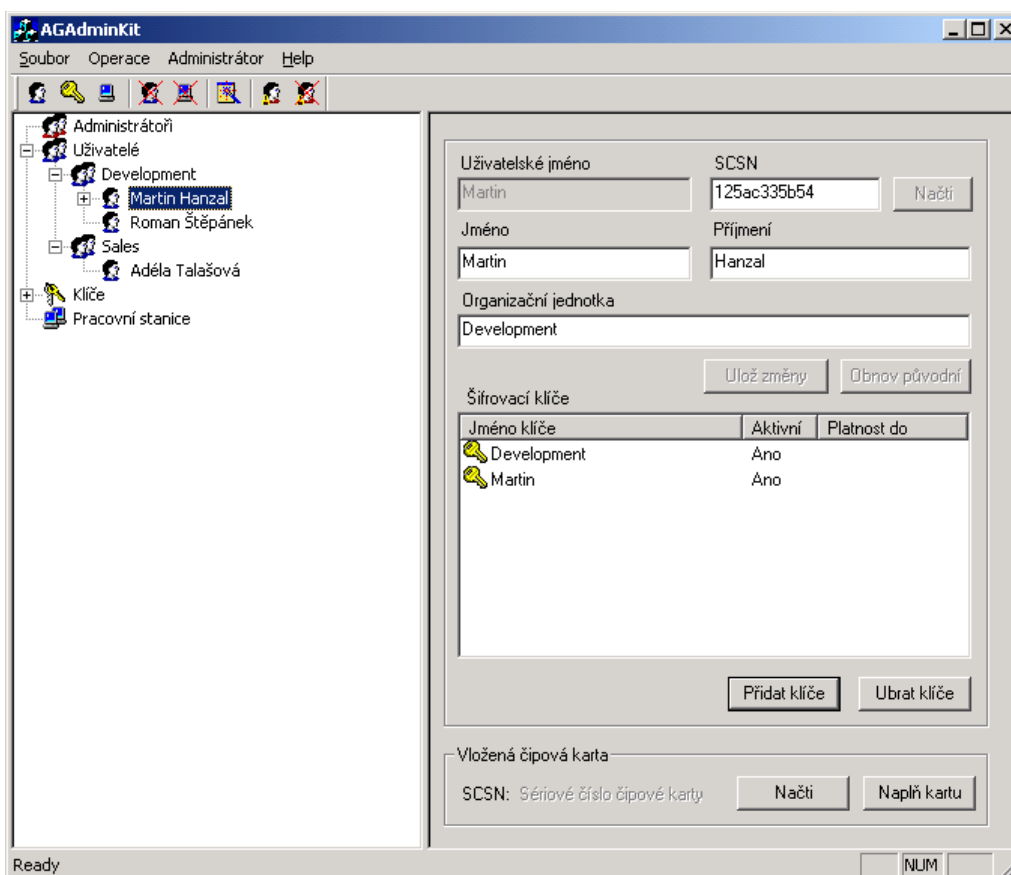 AGAdminKit
Soubor Operace Administrátor Help
Administrátoři
Uživatelé
Development
Martin Hanzal
Roman Štěpánek
Sales
Adéla Talašová
Klíče
Pracovní stanice
Uživatelské jméno SCSN
Martin 125ac335b54 Načti
Jméno Příjmení
Martin Hanzal
Organizační jednotka
Development
Ulož změny Obnov původní
Šifrovací klíče
Jméno klíče Aktivní Platnost do
Development Ano
Martin Ano
Přidat klíče Ubrat klíče
Vložená čipová karta
SCSN: Sériové číslo čipové karty Načti Naplň kartu
Ready NUM